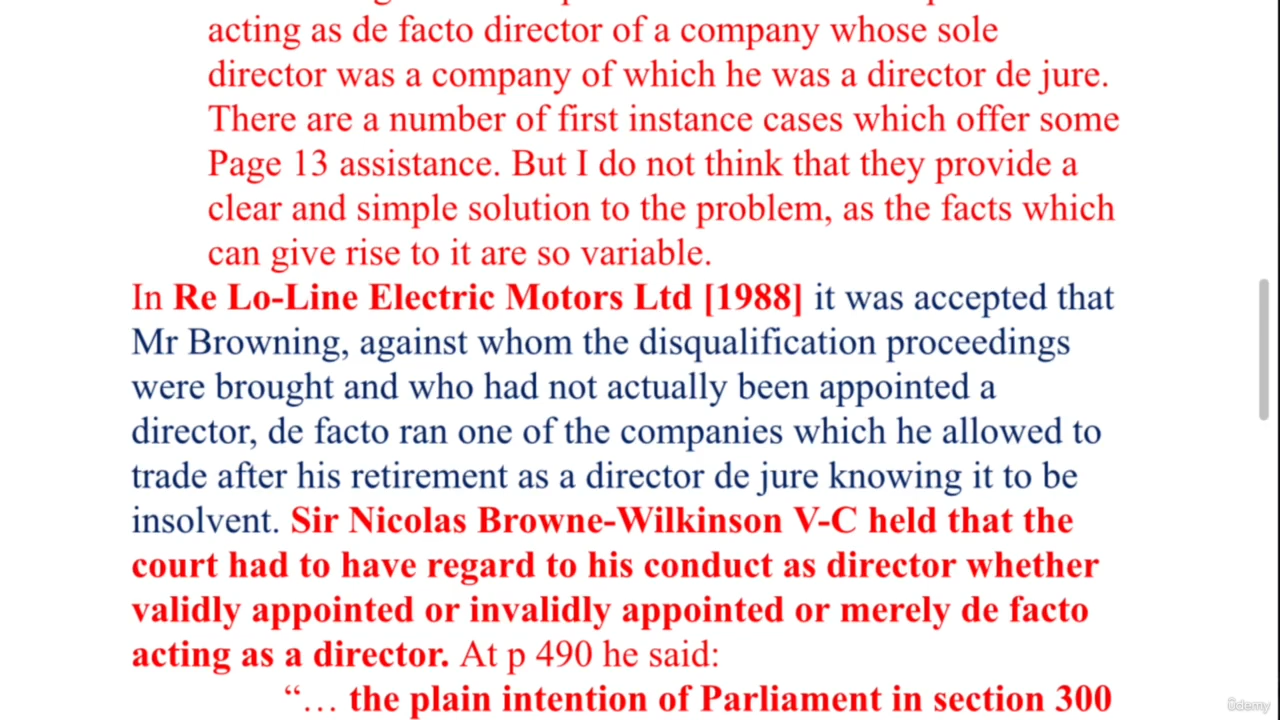 acting as de facto director of a company whose sole
director was a company of which he was a director de jure.
There are a number of first instance cases which offer some
Page 13 assistance. But I do not think that they provide a
clear and simple solution to the problem, as the facts which
can give rise to it are so variable.
In Re Lo-Line Electric Motors Ltd [1988] it was accepted that
Mr Browning, against whom the disqualification proceedings
were brought and who had not actually been appointed a
director, de facto ran one of the companies which he allowed to
trade after his retirement as a director de jure knowing it to be
insolvent. Sir Nicolas Browne-Wilkinson V-C held that the
court had to have regard to his conduct as director whether
validly appointed or invalidly appointed or merely de facto
acting as a director. At p 490 he said:
“… the plain intention of Parliament in section 300
ûdemy